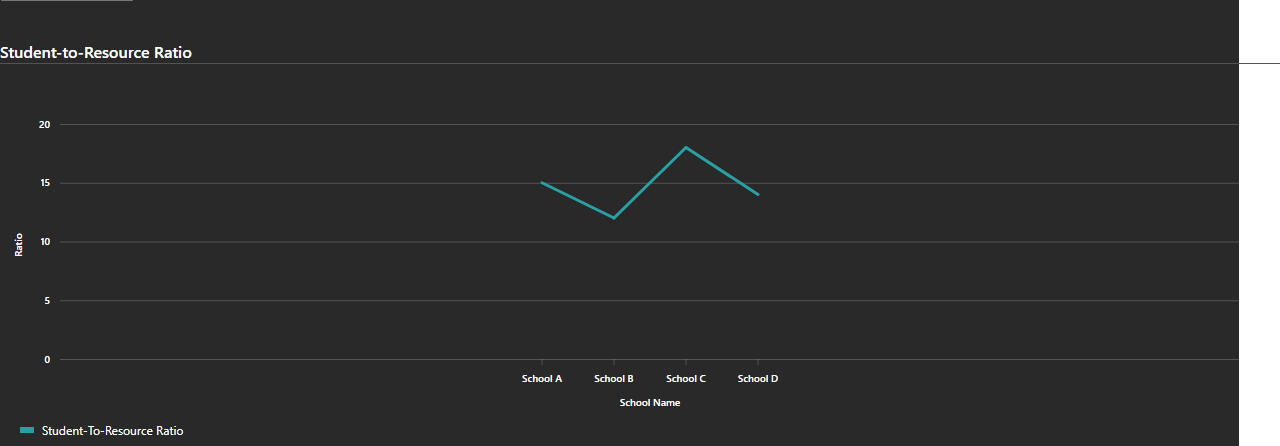 Student-to-Resource Ratio
20
15
10
5
0
Ratio
School A School B School C School D
School Name
Student-To-Resource Ratio